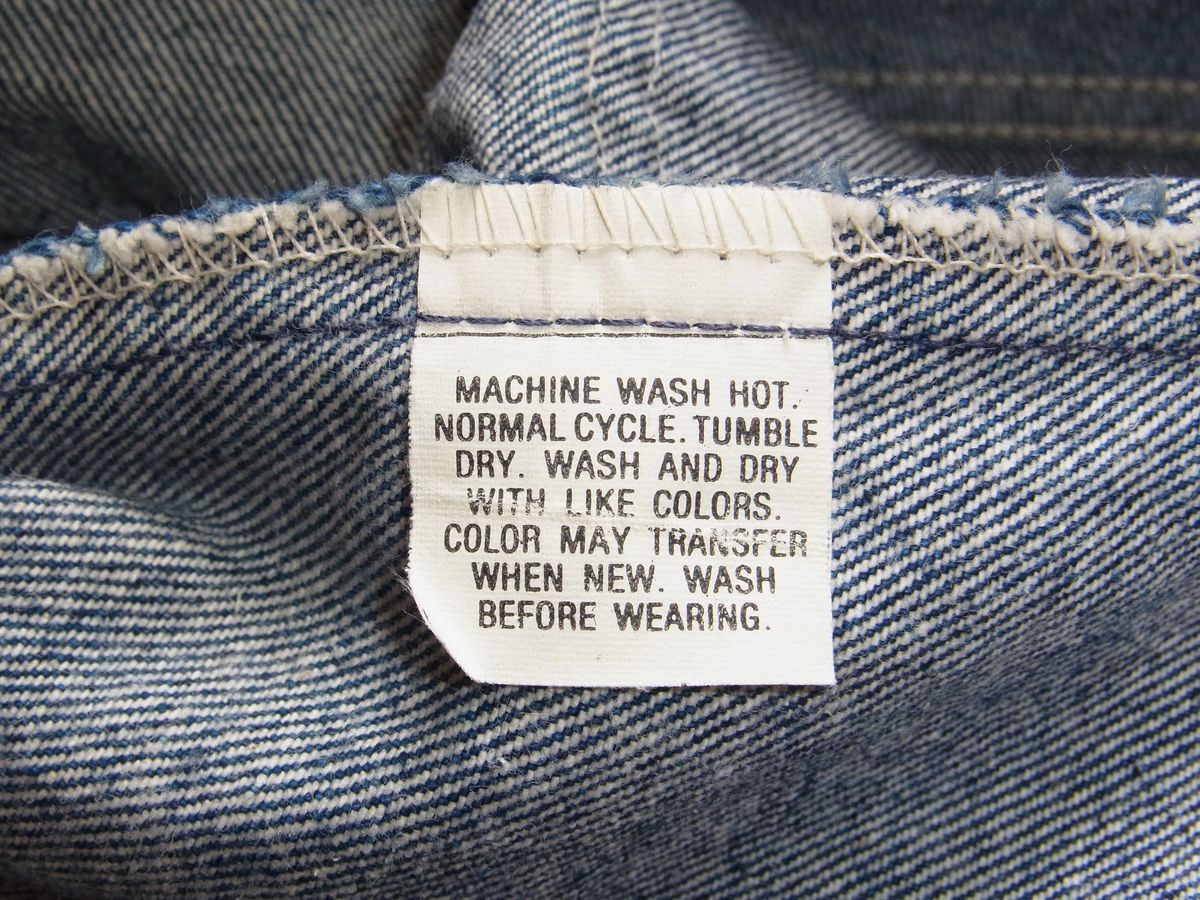 MACHINE WASH HOT.
NORMAL CYCLE. TUMBLE
DRY. WASH AND DRY
WITH LIKE COLORS.
COLOR MAY TRANSFER
WHEN NEW. WASH
BEFORE WEARING.